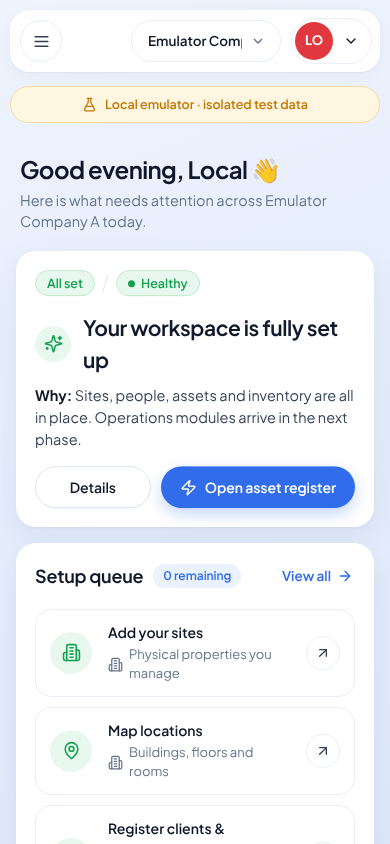 Emulator Com
LO
Local emulator · isolated test data
Good evening, Local 👋
Here is what needs attention across Emulator
Company A today.
All set / Healthy
Your workspace is fully set
up
Why: Sites, people, assets and inventory are all
in place. Operations modules arrive in the next
phase.
Details
Open asset register
Setup queue
0 remaining
View all
Add your sites
Physical properties you
manage
Map locations
Buildings, floors and
rooms
Register clients &